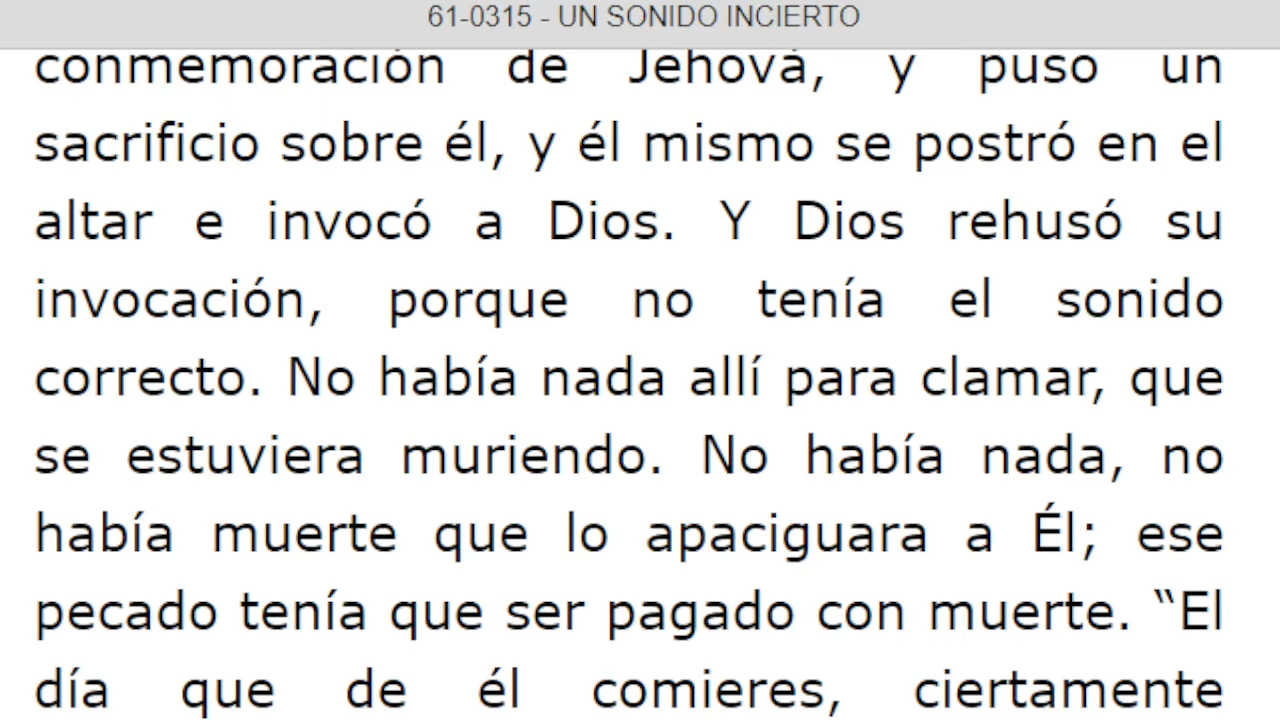 61-0315 - UN SONIDO INCIERTO
conmemoración de Jehová, y puso un
sacrificio sobre él, y él mismo se postró en el
altar e invocó a Dios. Y Dios rehusó su
invocación, porque no tenía el sonido
correcto. No había nada allí para clamar, que
se estuviera muriendo. No había nada, no
había muerte que lo apaciguara a Él; ese
pecado tenía que ser pagado con muerte. “El
día que de él comieres, ciertamente